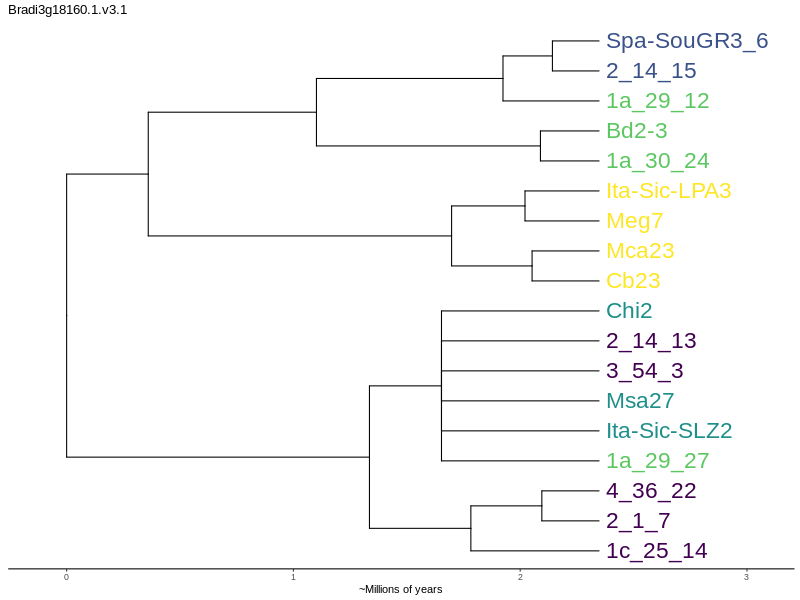 Bradi3g18160.1.v3.1
Spa-SouGR3_6
2_14_15
1a_29_12
Bd2-3
1a_30_24
Ita-Sic-LPA3
Meg7
Mca23
Cb23
Chi2
2_14_13
3_54_3
Msa27
Ita-Sic-SLZ2
1a_29_27
4_36_22
2_1_7
1c_25_14
0 1 2 3
~Millions of years